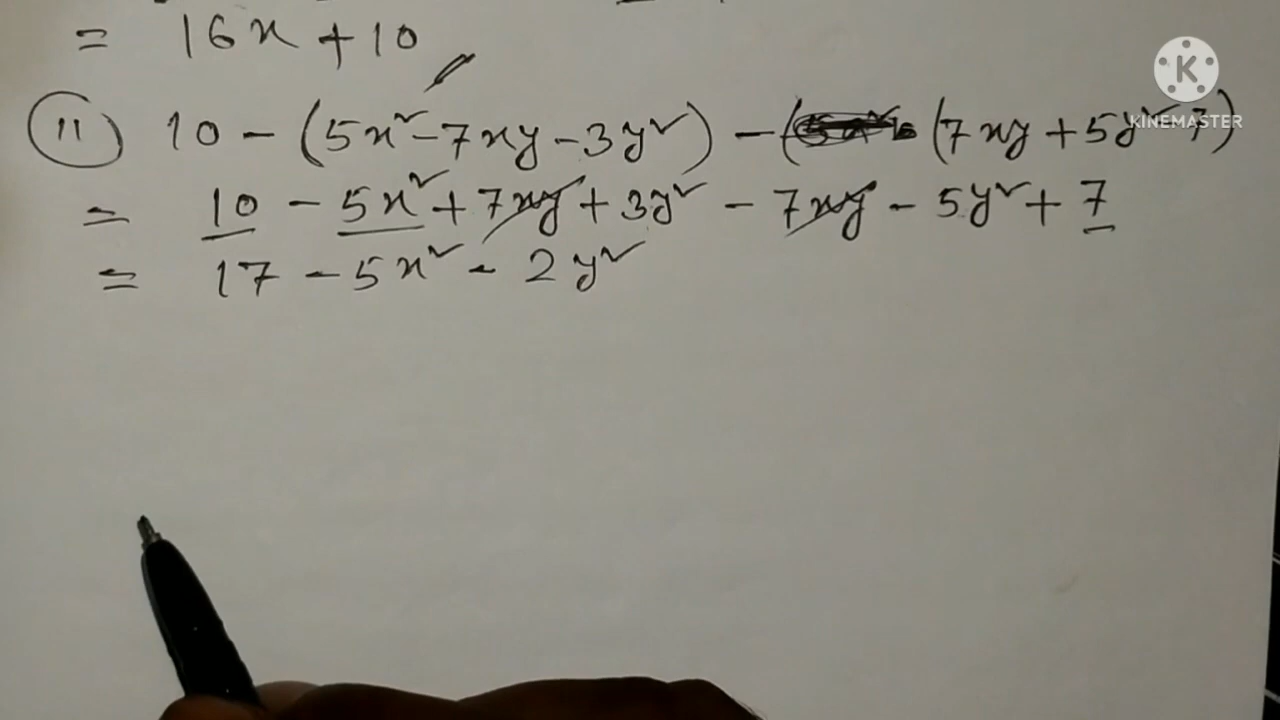 = 16x + 10
11 10 - (5x² - 7xy - 3y²) - (7xy + 5y² - 7)
= 10 - 5x² + 7xy + 3y² - 7xy - 5y² + 7
= 17 - 5x² - 2y²
K
KINEMASTER